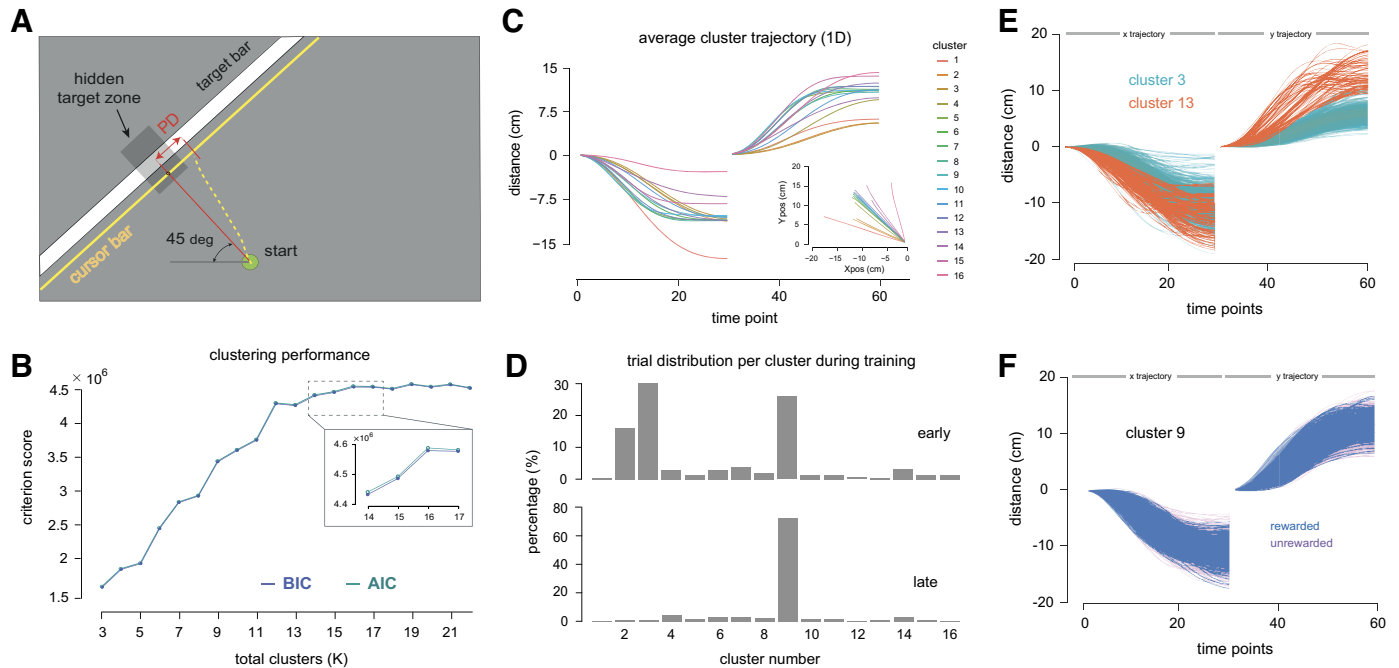 A
hidden
target zone
target bar
PD
cursor bar
45 deg
start
B
clustering performance
× 10⁶
4.5
4
3.5
3
2.5
2
1.5
criterion score
×10⁶
4.6
4.5
4.4
14 15 16 17
BIC AIC
3 5 7 9 11 13 15 17 19 21
total clusters (K)
C
average cluster trajectory (1D)
15
7.5
0
−7.5
−15
distance (cm)
0 20 40 60
time point
20
15
10
5
0
Y pos (cm)
−20 −15 −10 −5 0
Xpos (cm)
cluster
1
2
3
4
5
6
7
8
9
10
11
12
13
14
15
16
D
trial distribution per cluster during training
30
20
10
0
early
percentage (%)
80
60
40
20
0
late
2 4 6 8 10 12 14 16
cluster number
E
x trajectory y trajectory
20
10
0
-10
-20
distance (cm)
cluster 3
cluster 13
0 20 40 60
time points
F
x trajectory y trajectory
20
10
0
-10
-20
distance (cm)
cluster 9
rewarded
unrewarded
0 20 40 60
time points